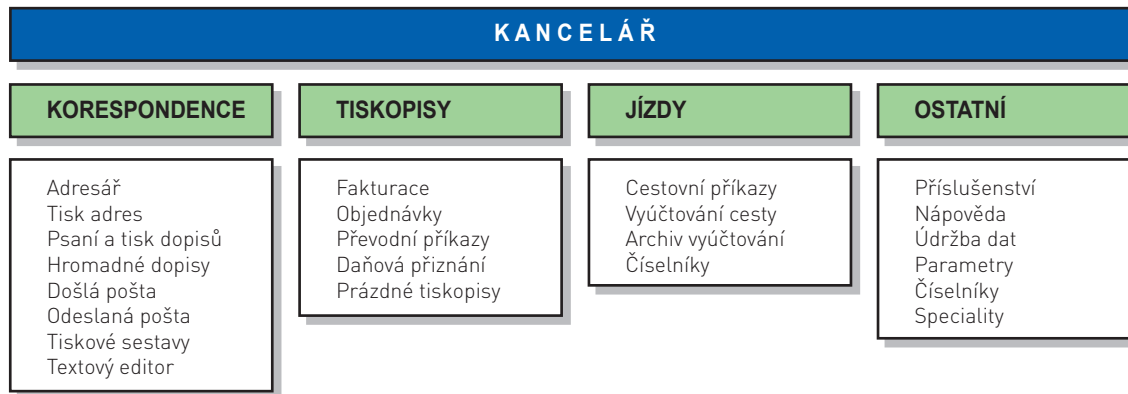 KANCELÁŘ
KORESPONDENCE
Adresář
Tisk adres
Psaní a tisk dopisů
Hromadné dopisy
Došlá pošta
Odeslaná pošta
Tiskové sestavy
Textový editor
TISKOPISY
Fakturace
Objednávky
Převodní příkazy
Daňová přiznání
Prázdné tiskopisy
JÍZDY
Cestovní příkazy
Vyúčtování cesty
Archiv vyúčtování
Číselníky
OSTATNÍ
Příslušenství
Nápověda
Údržba dat
Parametry
Číselníky
Speciality